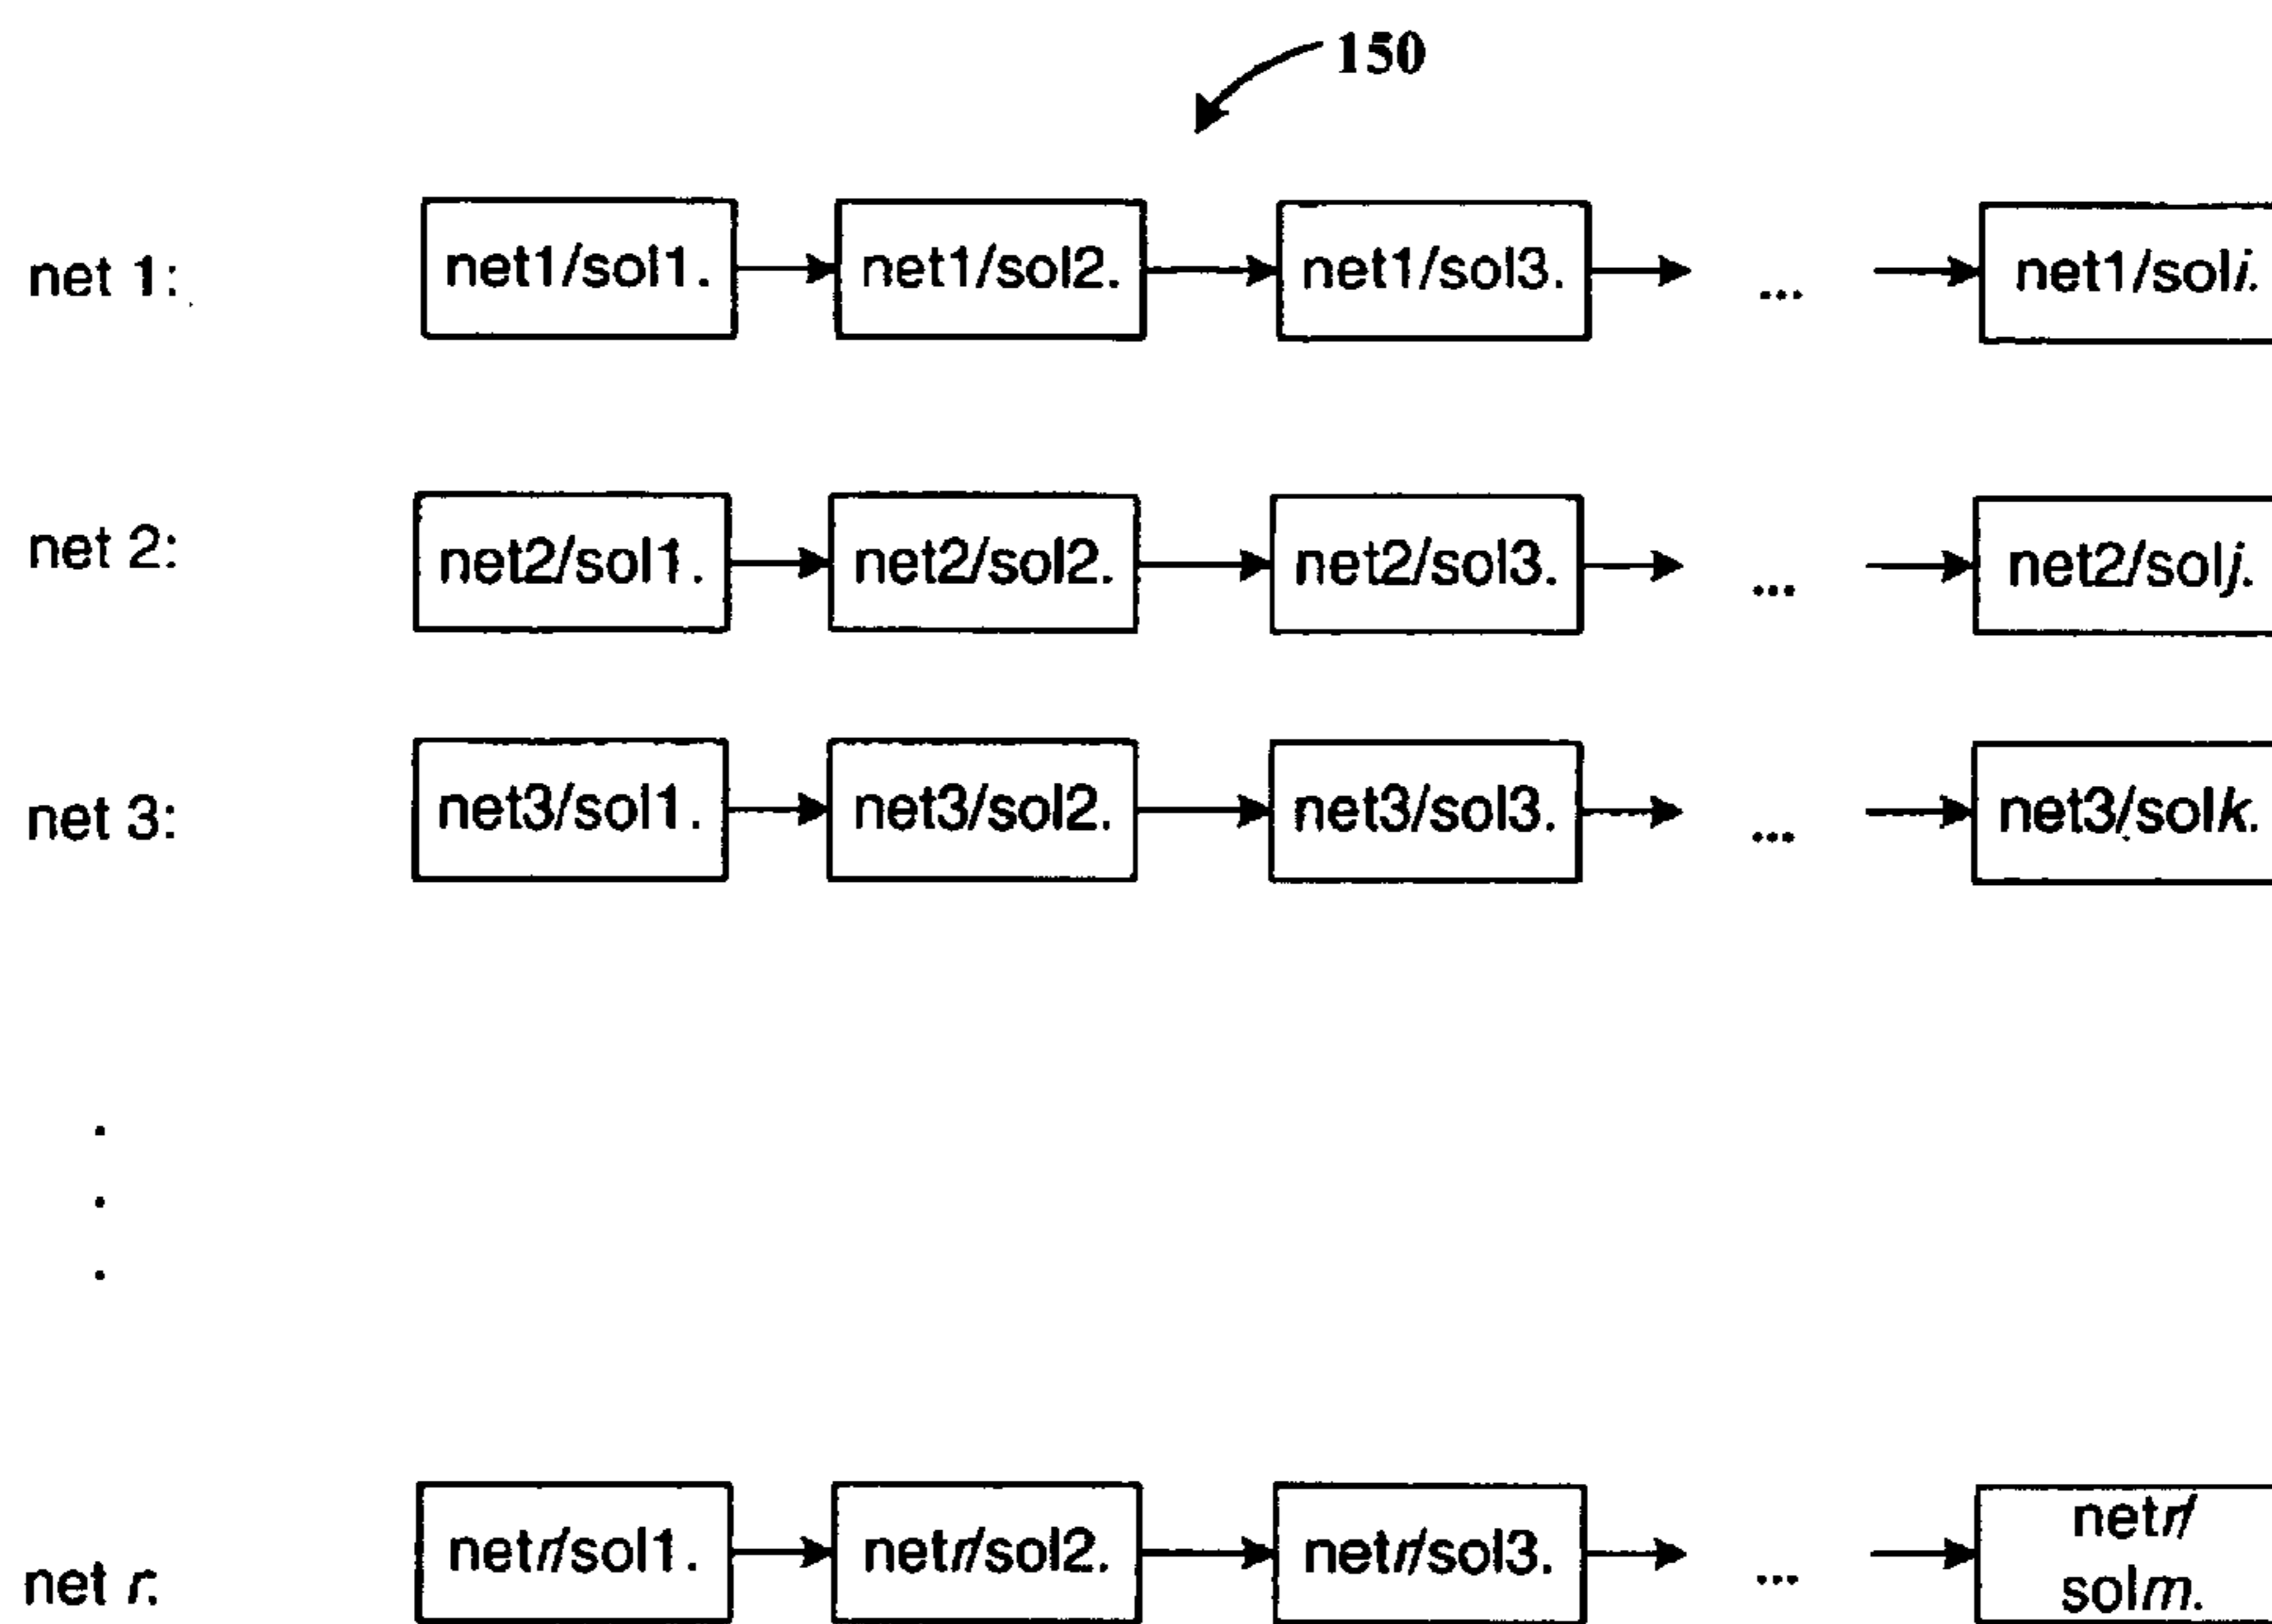 150
net 1: net1/sol1. net1/sol2. net1/sol3. ... net1/soli.
net 2: net2/sol1. net2/sol2. net2/sol3. ... net2/solj.
net 3: net3/sol1. net3/sol2. net3/sol3. ... net3/solk.
.
.
.
net r: netr/sol1. netr/sol2. netr/sol3. ... netr/
solm.